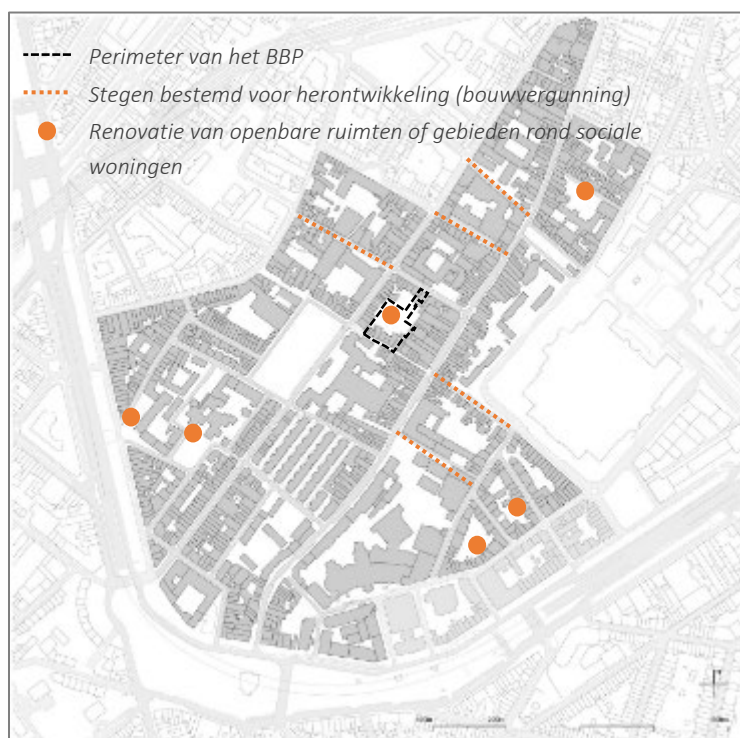 Perimeter van het BBP
Stegen bestemd voor herontwikkeling (bouwvergunning)
Renovatie van openbare ruimten of gebieden rond sociale
woningen